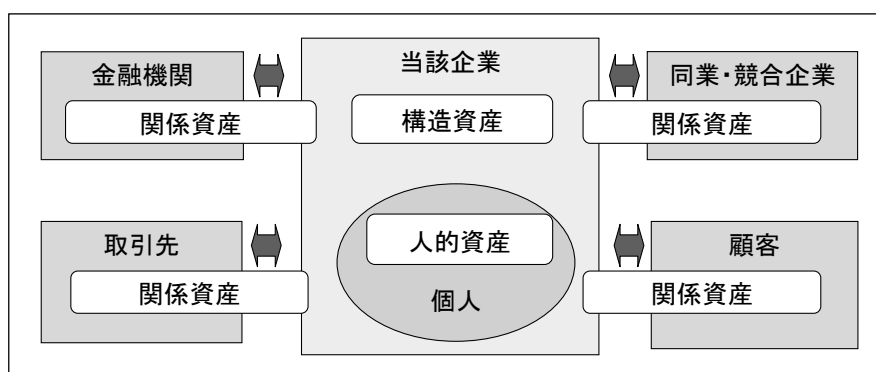 金融機関
当該企業
同業・競合企業
関係資産
構造資産
関係資産
取引先
人的資産
顧客
関係資産
個人
関係資産